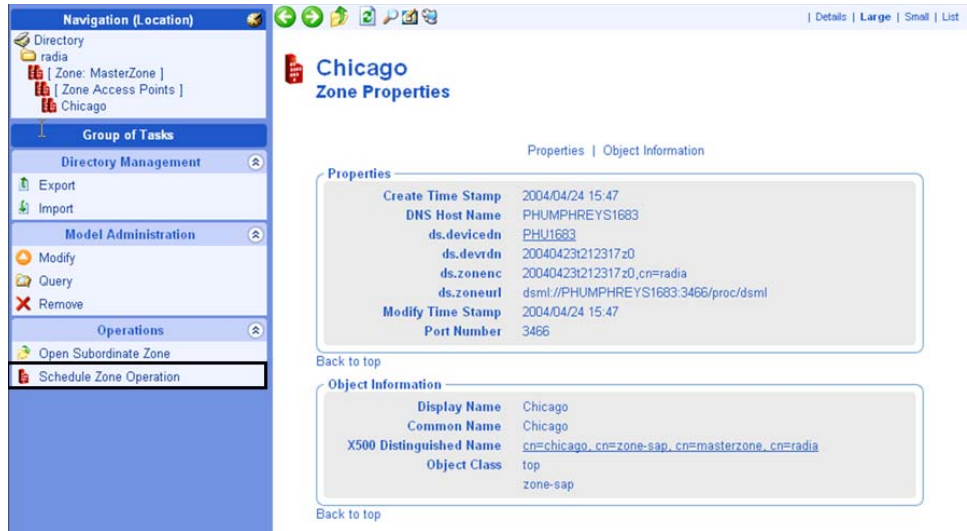 Navigation (Location)
Directory
radia
[ Zone: MasterZone ]
[ Zone Access Points ]
Chicago
Group of Tasks
Directory Management
Export
Import
Model Administration
Modify
Query
Remove
Operations
Open Subordinate Zone
Schedule Zone Operation
| Details | Large | Small | List
Chicago
Zone Properties
Properties | Object Information
Properties
Create Time Stamp 2004/04/24 15:47
DNS Host Name PHUMPHREYS1683
ds.devicedn PHU1683
ds.devrdn 20040423t212317z0
ds.zonenc 20040423t212317z0,cn=radia
ds.zoneurl dsml://PHUMPHREYS1683:3466/proc/dsml
Modify Time Stamp 2004/04/24 15:47
Port Number 3466
Back to top
Object Information
Display Name Chicago
Common Name Chicago
X500 Distinguished Name cn=chicago, cn=zone-sap, cn=masterzone, cn=radia
Object Class top
zone-sap
Back to top